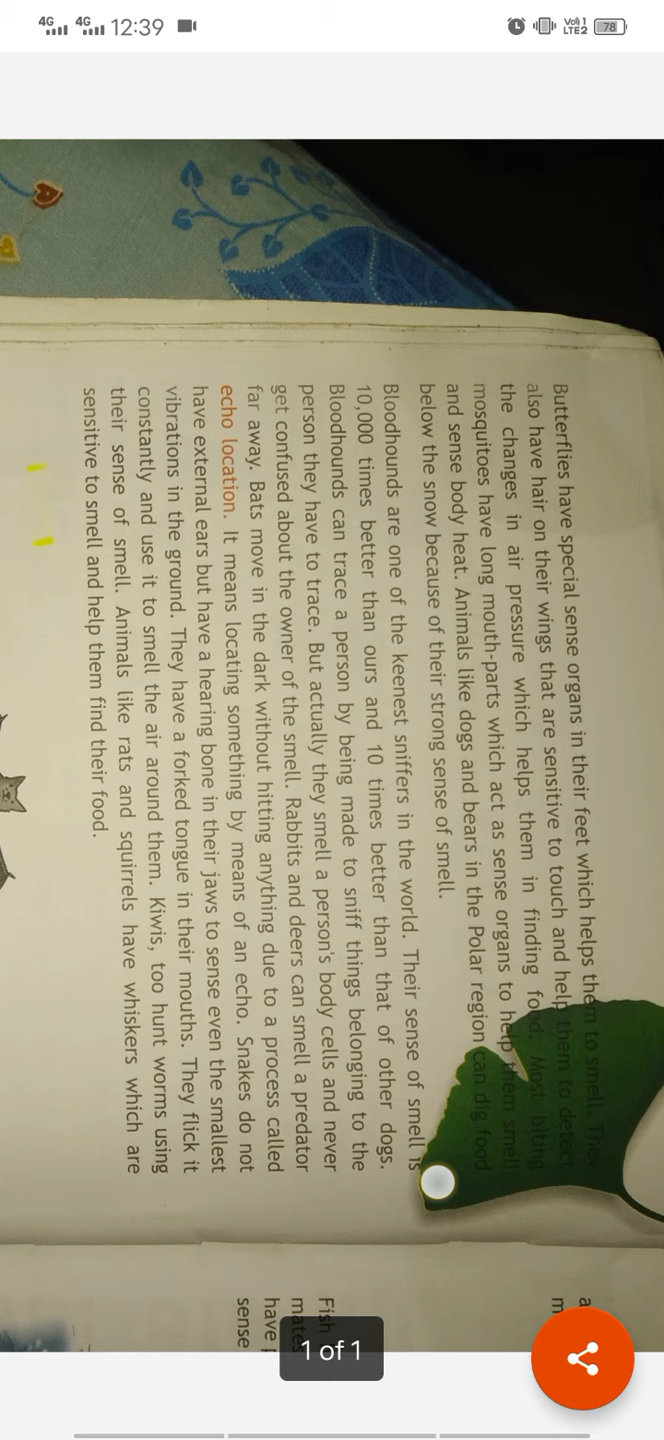 4G 4G 12:39 Vo)) 1 LTE2 78
Butterflies have special sense organs in their feet which helps them to smell. They
also have hair on their wings that are sensitive to touch and help them to detect
the changes in air pressure which helps them in finding food. Most biting
mosquitoes have long mouth-parts which act as sense organs to help them smell
and sense body heat. Animals like dogs and bears in the Polar region can dig food
below the snow because of their strong sense of smell.
Bloodhounds are one of the keenest sniffers in the world. Their sense of smell is
10,000 times better than ours and 10 times better than that of other dogs.
Bloodhounds can trace a person by being made to sniff things belonging to the
person they have to trace. But actually they smell a person's body cells and never
get confused about the owner of the smell. Rabbits and deers can smell a predator
far away. Bats move in the dark without hitting anything due to a process called
echo location. It means locating something by means of an echo. Snakes do not
have external ears but have a hearing bone in their jaws to sense even the smallest
vibrations in the ground. They have a forked tongue in their mouths. They flick it
constantly and use it to smell the air around them. Kiwis, too hunt worms using
their sense of smell. Animals like rats and squirrels have whiskers which are
sensitive to smell and help them find their food.
a
m
Fish
mates
have
sense
1 of 1